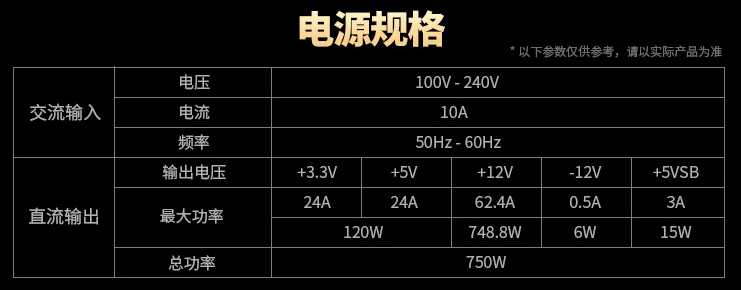 电源规格
* 以下参数仅供参考，请以实际产品为准
交流输入
电压 100V - 240V
电流 10A
频率 50Hz - 60Hz
直流输出
输出电压 +3.3V +5V +12V -12V +5VSB
最大功率 24A 24A 62.4A 0.5A 3A
120W 748.8W 6W 15W
总功率 750W